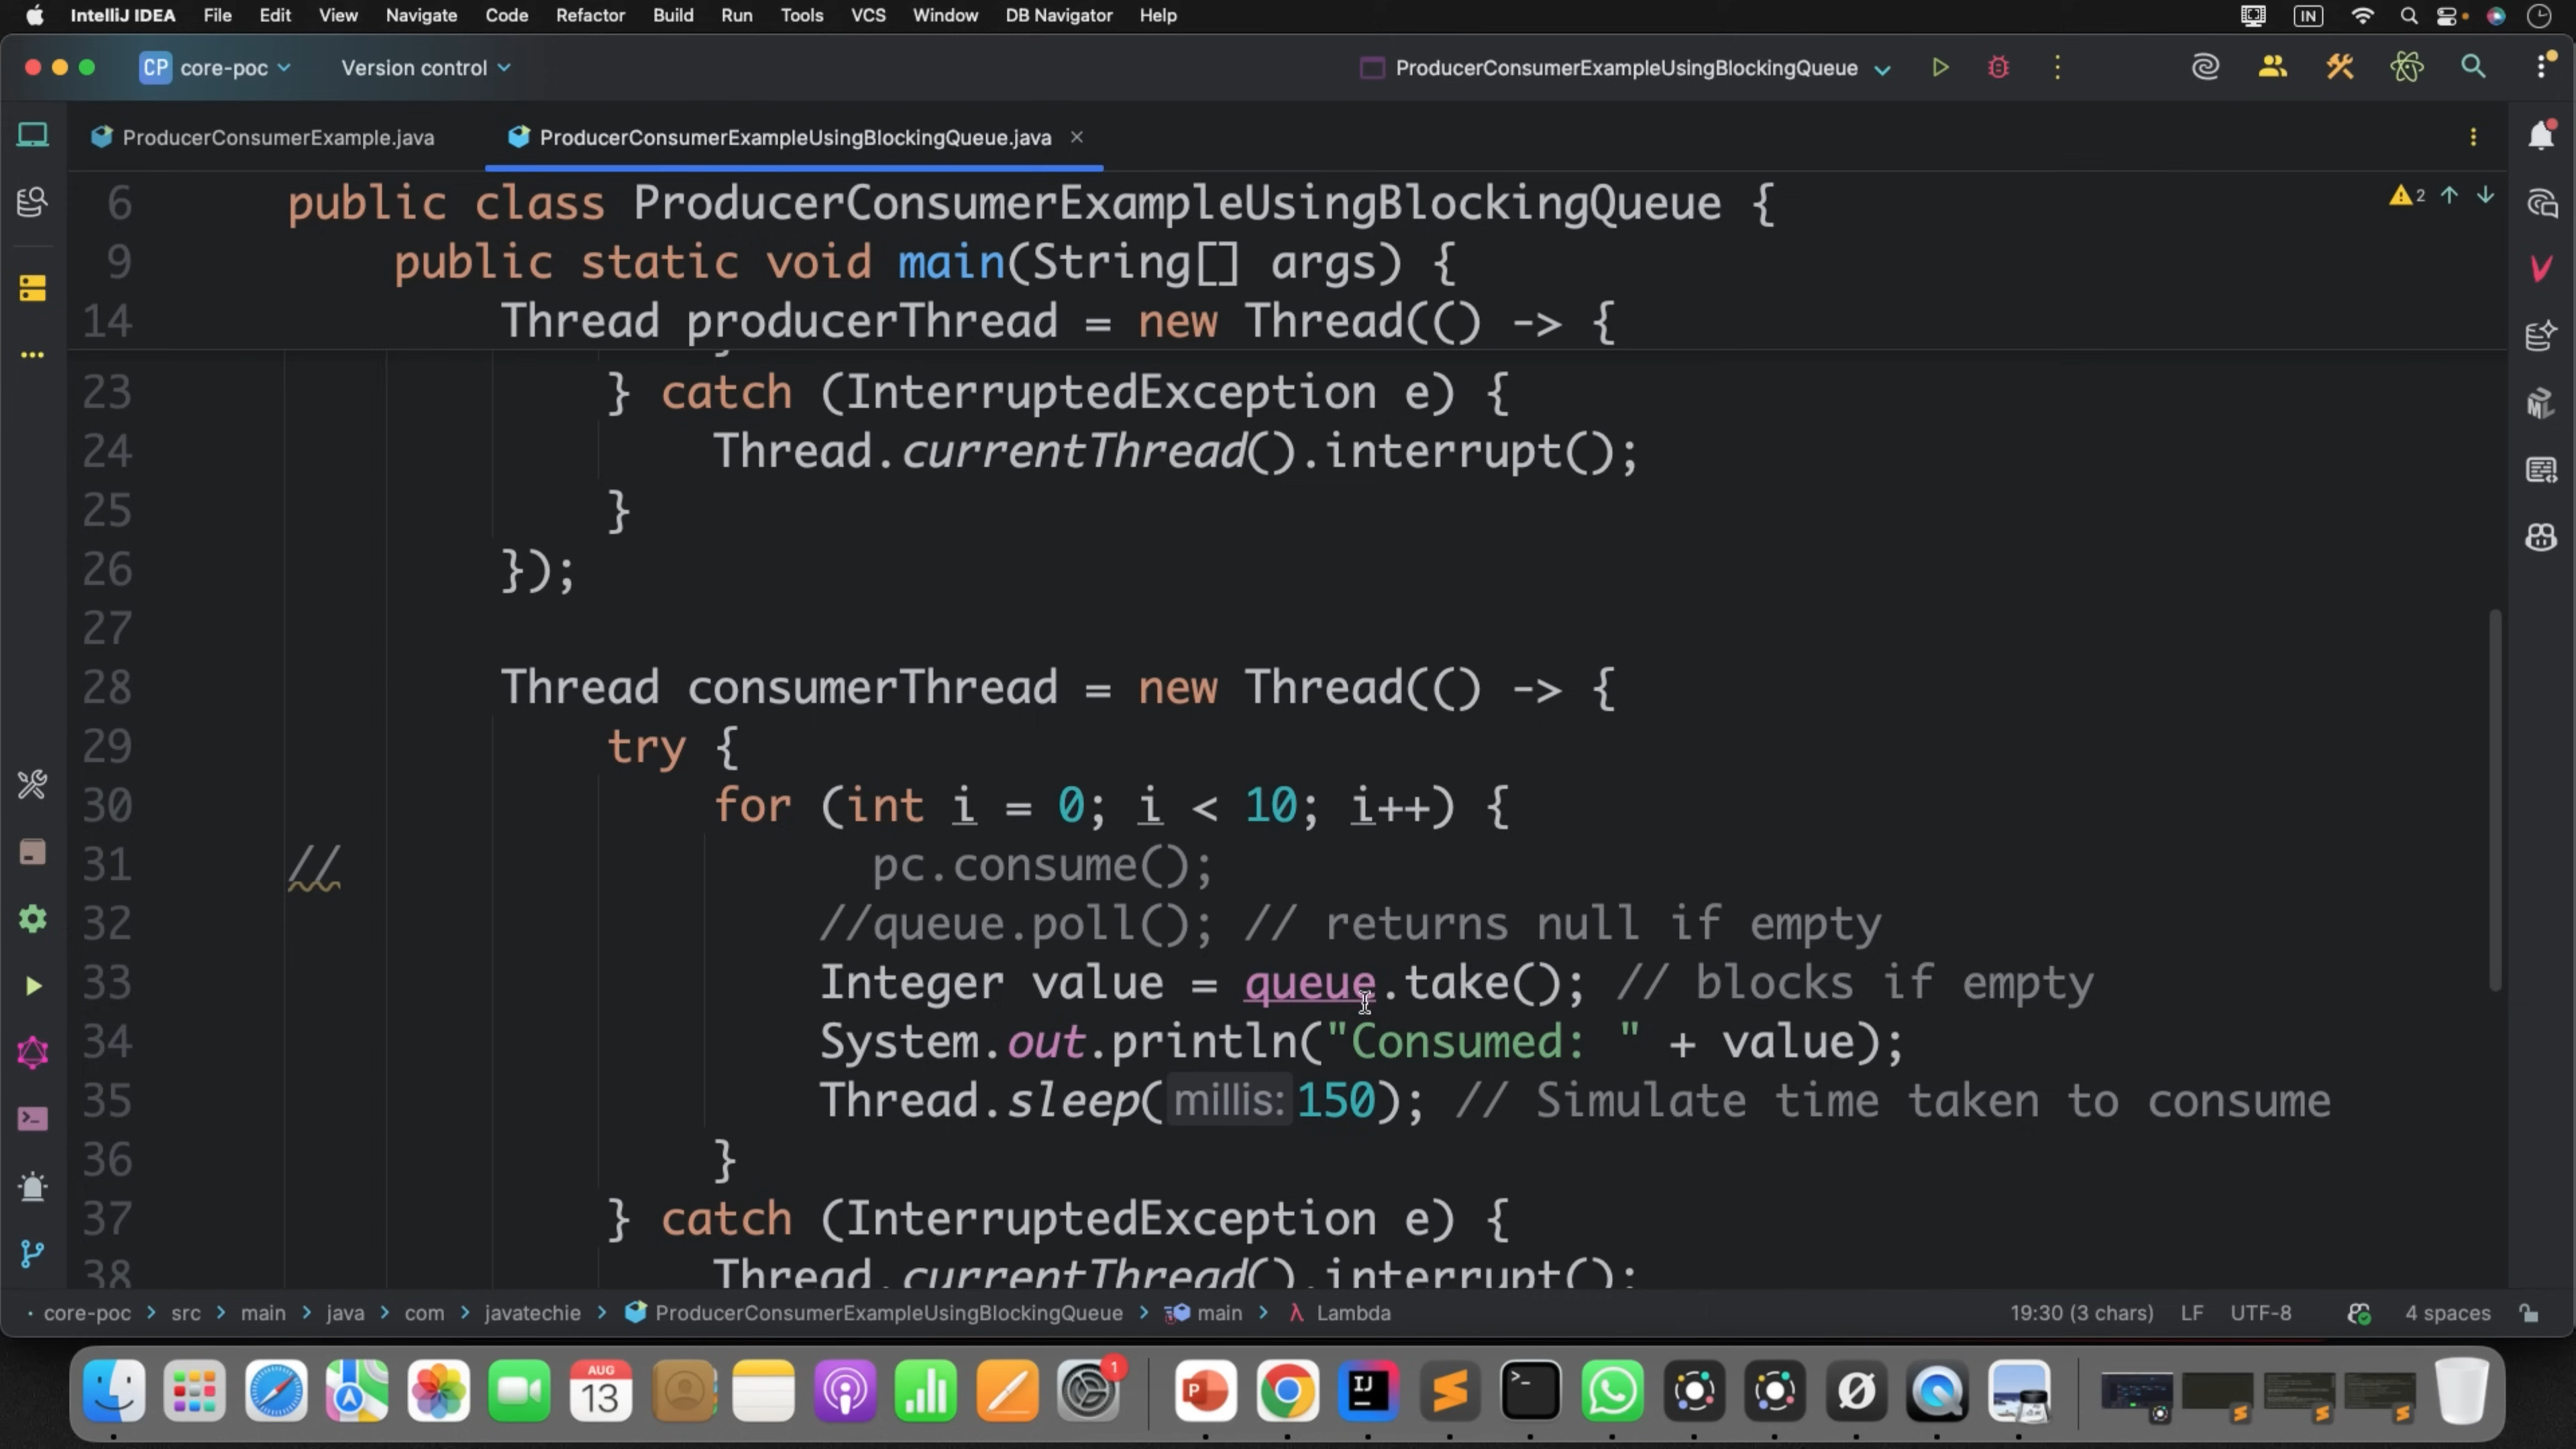 IntelliJ IDEA File Edit View Navigate Code Refactor Build Run Tools VCS Window DB Navigator Help IN
CP core-poc Version control ProducerConsumerExampleUsingBlockingQueue
ProducerConsumerExample.java ProducerConsumerExampleUsingBlockingQueue.java
6 public class ProducerConsumerExampleUsingBlockingQueue { 2
9 public static void main(String[] args) {
14 Thread producerThread = new Thread(() -> {
23 } catch (InterruptedException e) {
24 Thread.currentThread().interrupt();
25 }
26 });
27
28 Thread consumerThread = new Thread(() -> {
29 try {
30 for (int i = 0; i < 10; i++) {
31 // pc.consume();
32 //queue.poll(); // returns null if empty
33 Integer value = queue.take(); // blocks if empty
34 System.out.println("Consumed: " + value);
35 Thread.sleep( millis: 150); // Simulate time taken to consume
36 }
37 } catch (InterruptedException e) {
38 Thread.currentThread().interrupt();
core-poc > src > main > java > com > javatechie > ProducerConsumerExampleUsingBlockingQueue > main > λ Lambda 19:30 (3 chars) LF UTF-8 4 spaces
AUG
13
1
P
IJ
>_